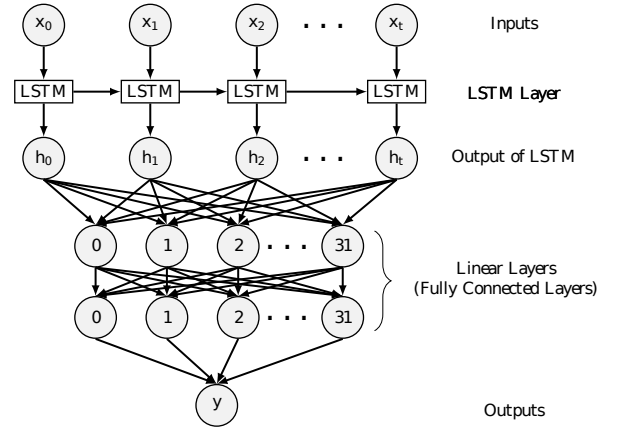 x0 x1 x2 . . . xt Inputs
LSTM LSTM LSTM LSTM LSTM Layer
h0 h1 h2 . . . ht Output of LSTM
0 1 2 . . . 31
Linear Layers
(Fully Connected Layers)
0 1 2 . . . 31
y
Outputs